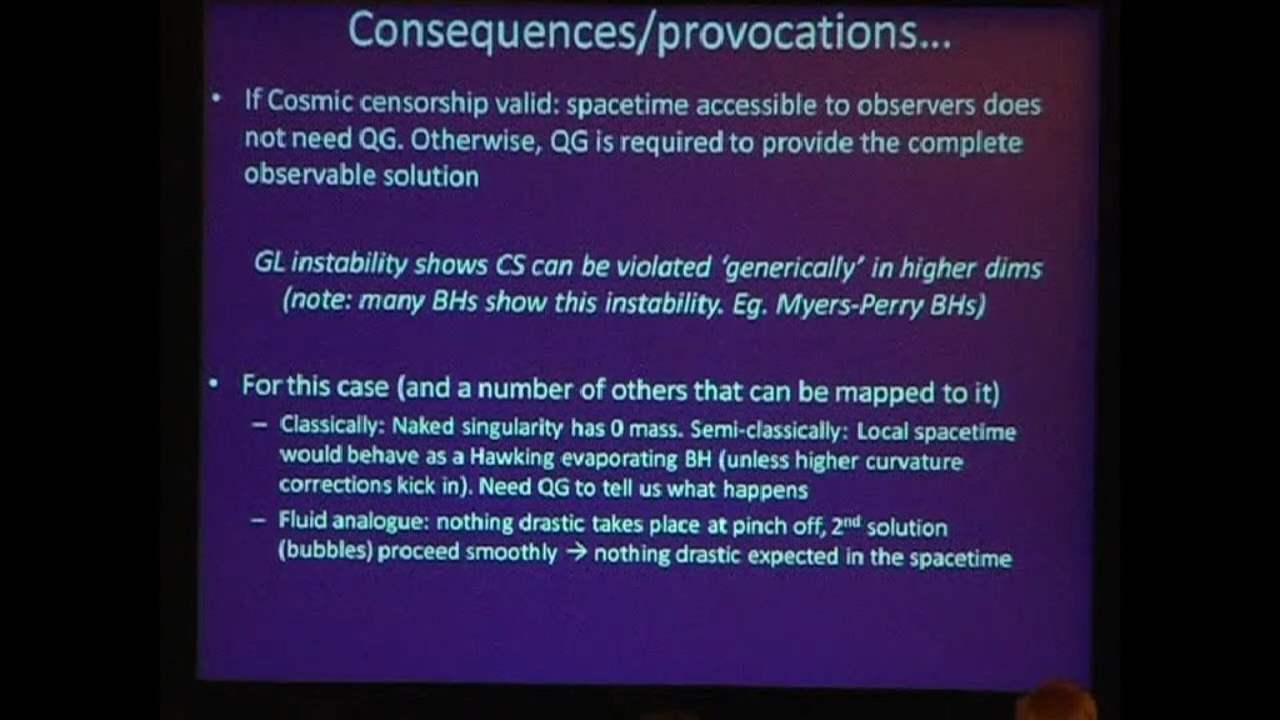 Consequences/provocations...
• If Cosmic censorship valid: spacetime accessible to observers does
not need QG. Otherwise, QG is required to provide the complete
observable solution
GL instability shows CS can be violated ‘generically’ in higher dims
(note: many BHs show this instability. Eg. Myers-Perry BHs)
• For this case (and a number of others that can be mapped to it)
– Classically: Naked singularity has 0 mass. Semi-classically: Local spacetime
would behave as a Hawking evaporating BH (unless higher curvature
corrections kick in). Need QG to tell us what happens
– Fluid analogue: nothing drastic takes place at pinch off, 2nd solution
(bubbles) proceed smoothly → nothing drastic expected in the spacetime